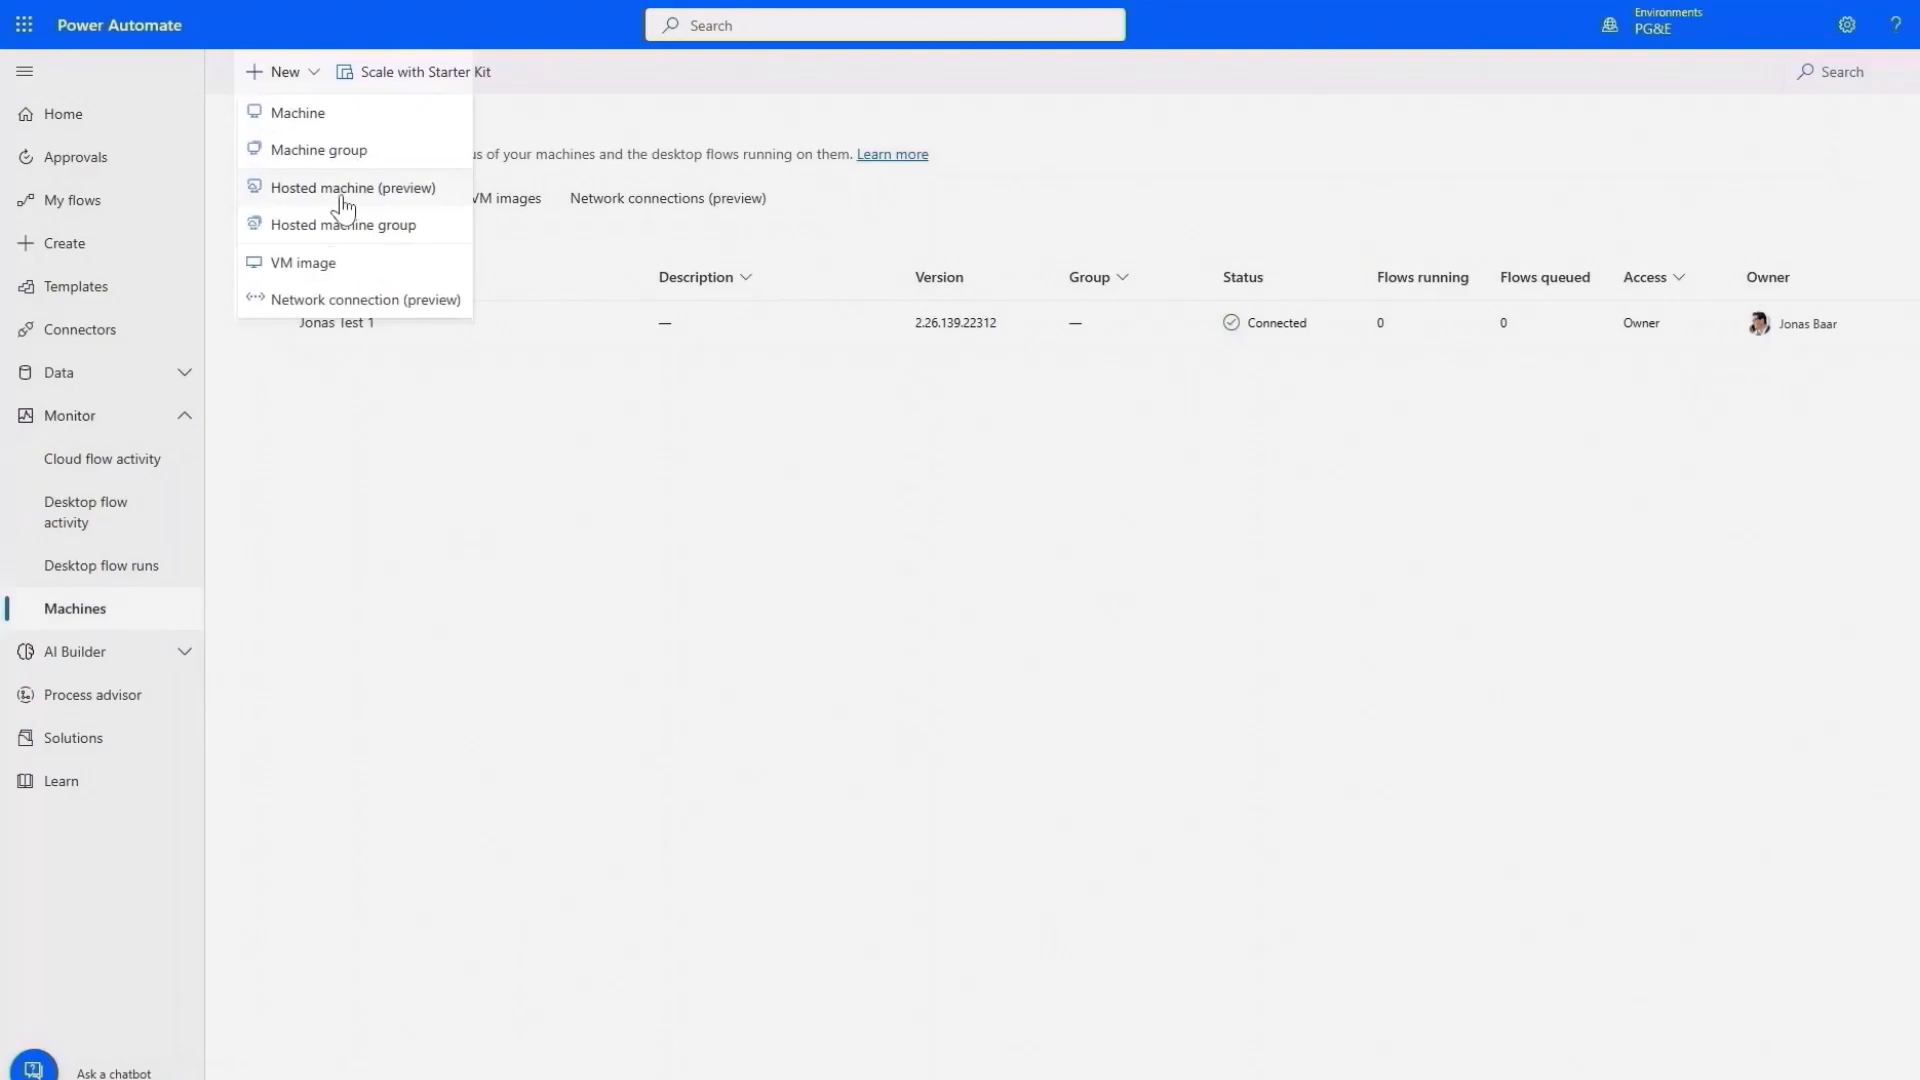 Power Automate
Search
Environments
PG&E
?
New
Scale with Starter Kit
Search
Home
Approvals
My flows
Create
Templates
Connectors
Data
Monitor
Cloud flow activity
Desktop flow
activity
Desktop flow runs
Machines
AI Builder
Process advisor
Solutions
Learn
Ask a chatbot
Machine
Machine group
Hosted machine (preview)
Hosted machine group
VM image
Network connection (preview)
of your machines and the desktop flows running on them. Learn more
VM images
Network connections (preview)
Description Version Group Status Flows running Flows queued Access Owner
Jonas Test 1 — 2.26.139.22312 — Connected 0 0 Owner Jonas Baar